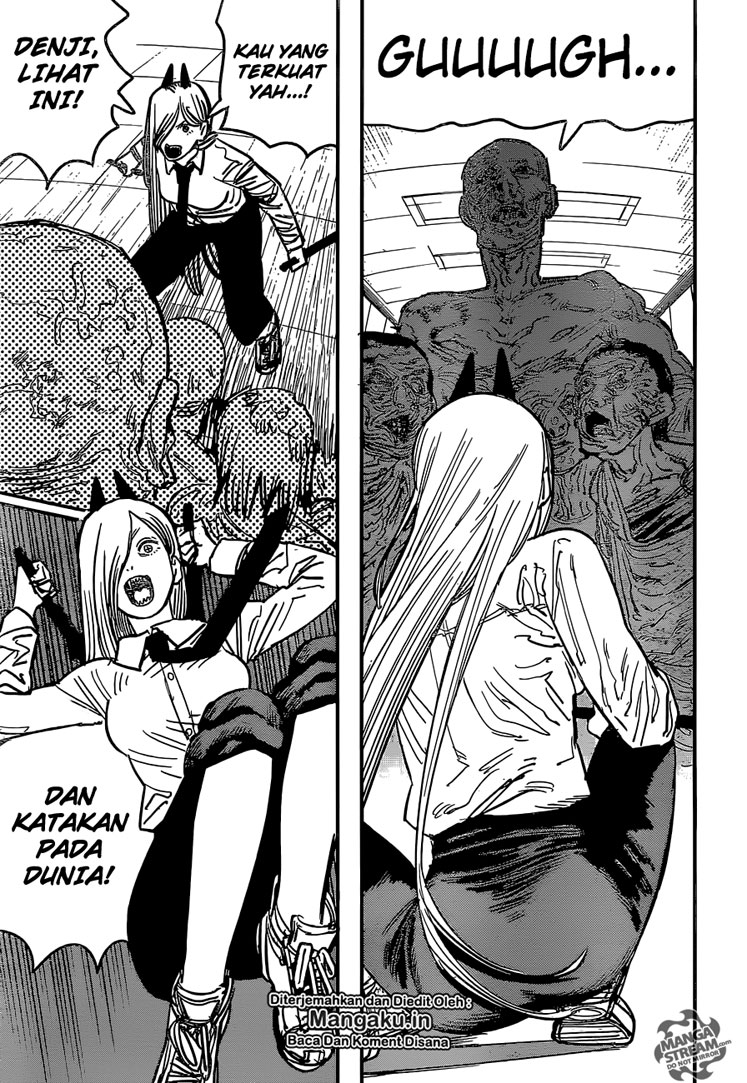 GUUUUGH...
KAU YANG
TERKUAT
YAH...!
DENJI,
LIHAT
INI!
DAN
KATAKAN
PADA
DUNIA!
Diterjemahkan dan Diedit Oleh :
Mangaku.in
Baca Dan Koment Disana
MANGA
STREAM.COM
DO NOT MIRROR!